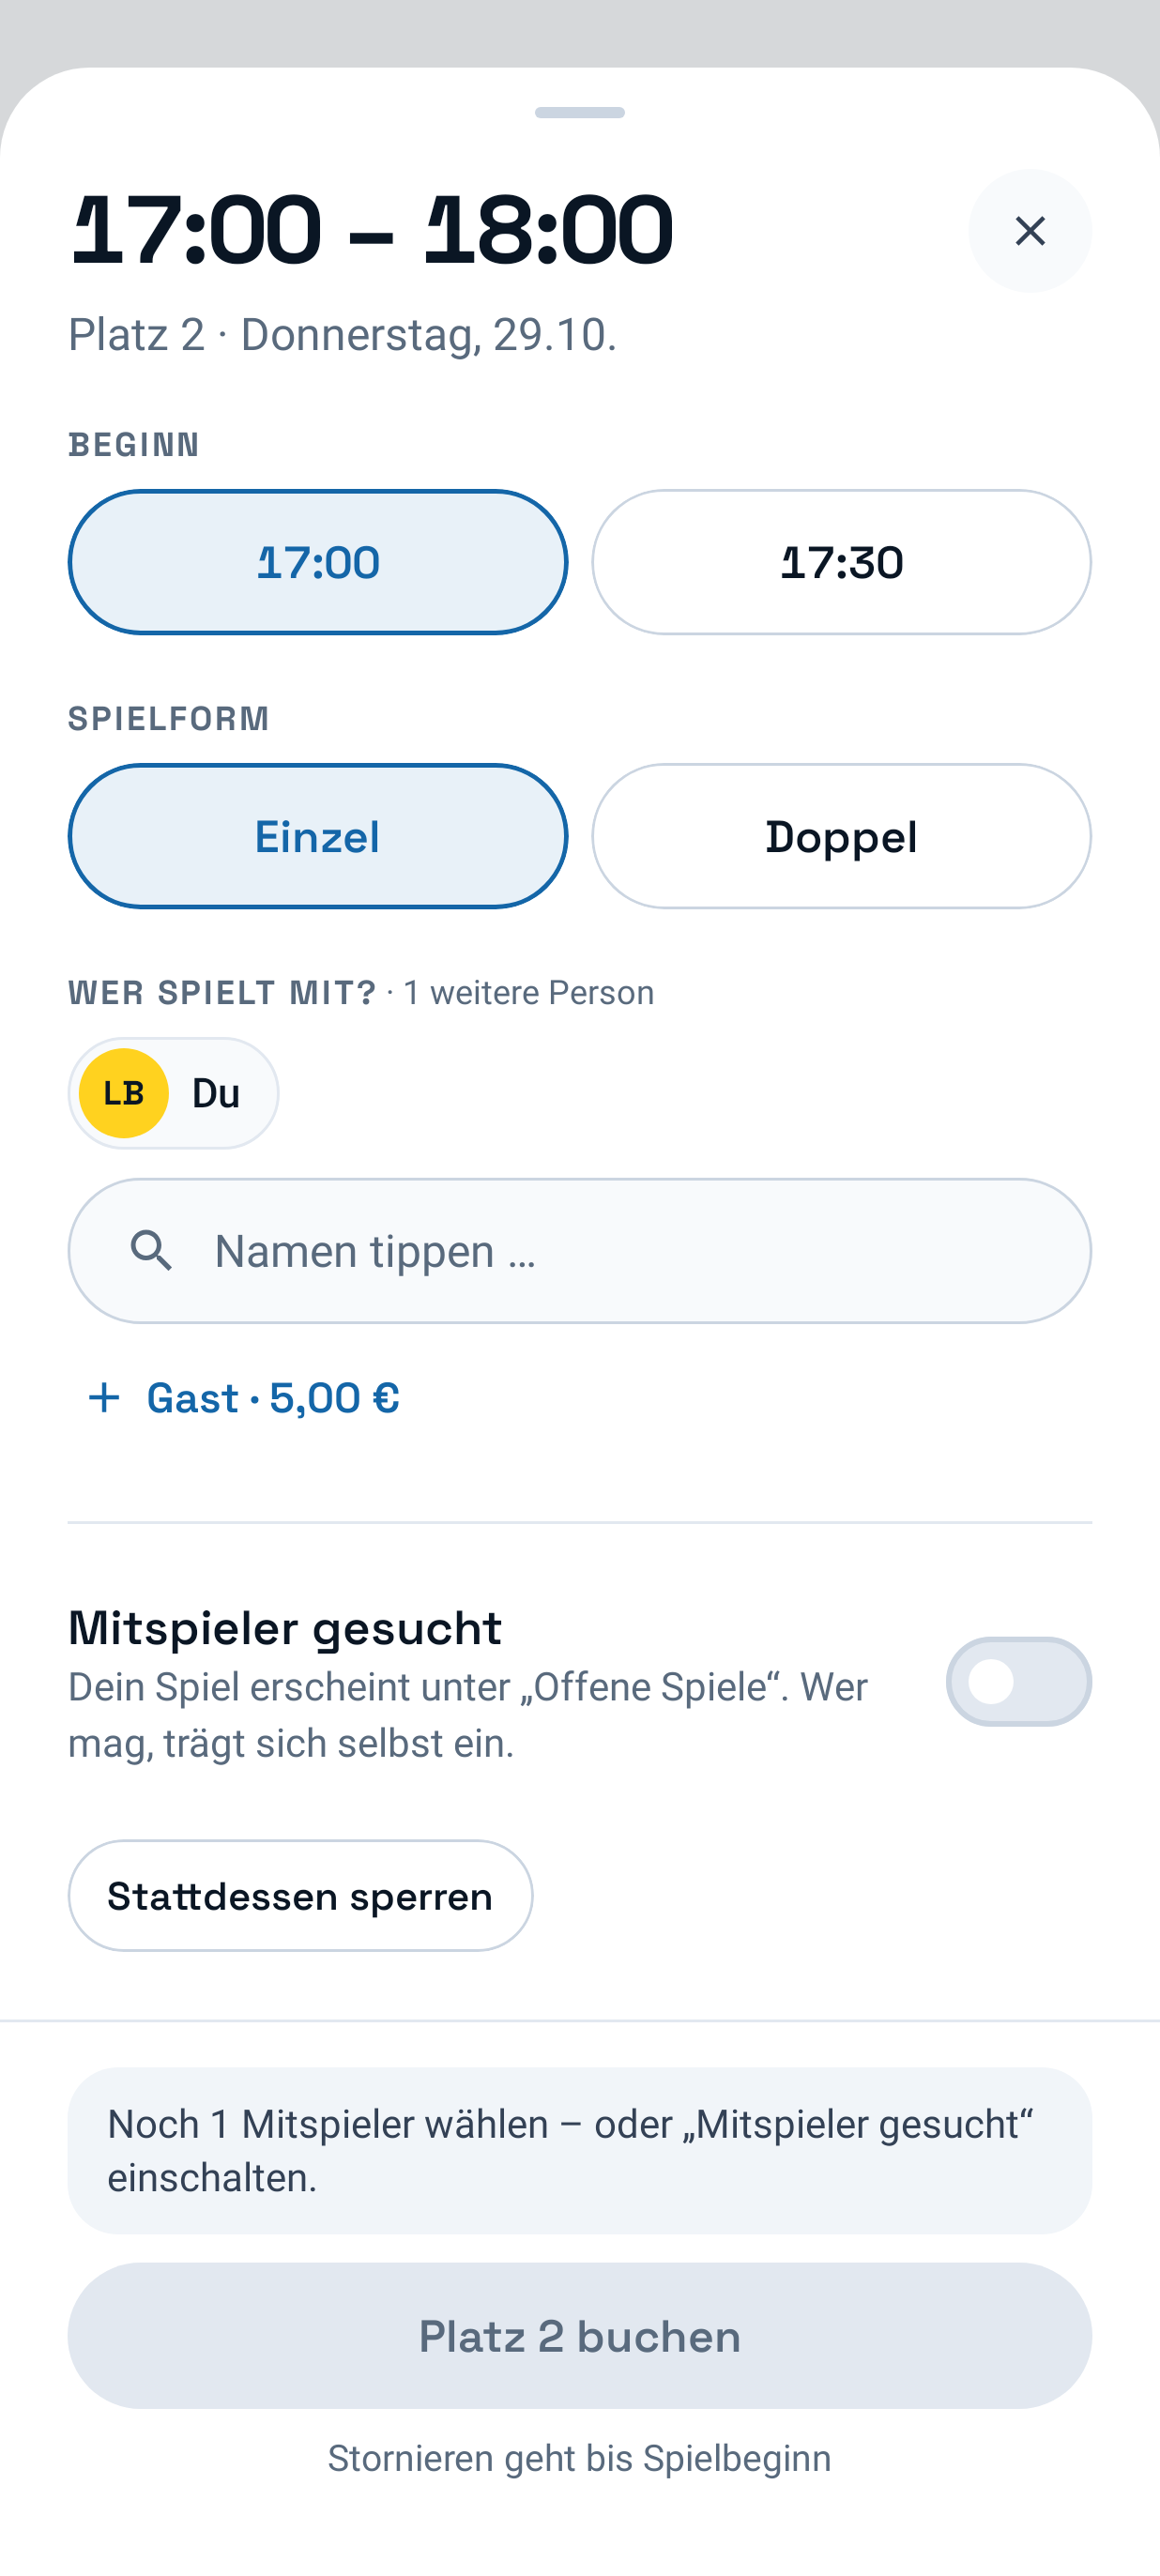 17:00 – 18:00
Platz 2 · Donnerstag, 29.10.
BEGINN
17:00
17:30
SPIELFORM
Einzel
Doppel
WER SPIELT MIT? · 1 weitere Person
LB
Du
Namen tippen …
+ Gast · 5,00 €
Mitspieler gesucht
Dein Spiel erscheint unter „Offene Spiele“. Wer
mag, trägt sich selbst ein.
Stattdessen sperren
Noch 1 Mitspieler wählen – oder „Mitspieler gesucht“
einschalten.
Platz 2 buchen
Stornieren geht bis Spielbeginn